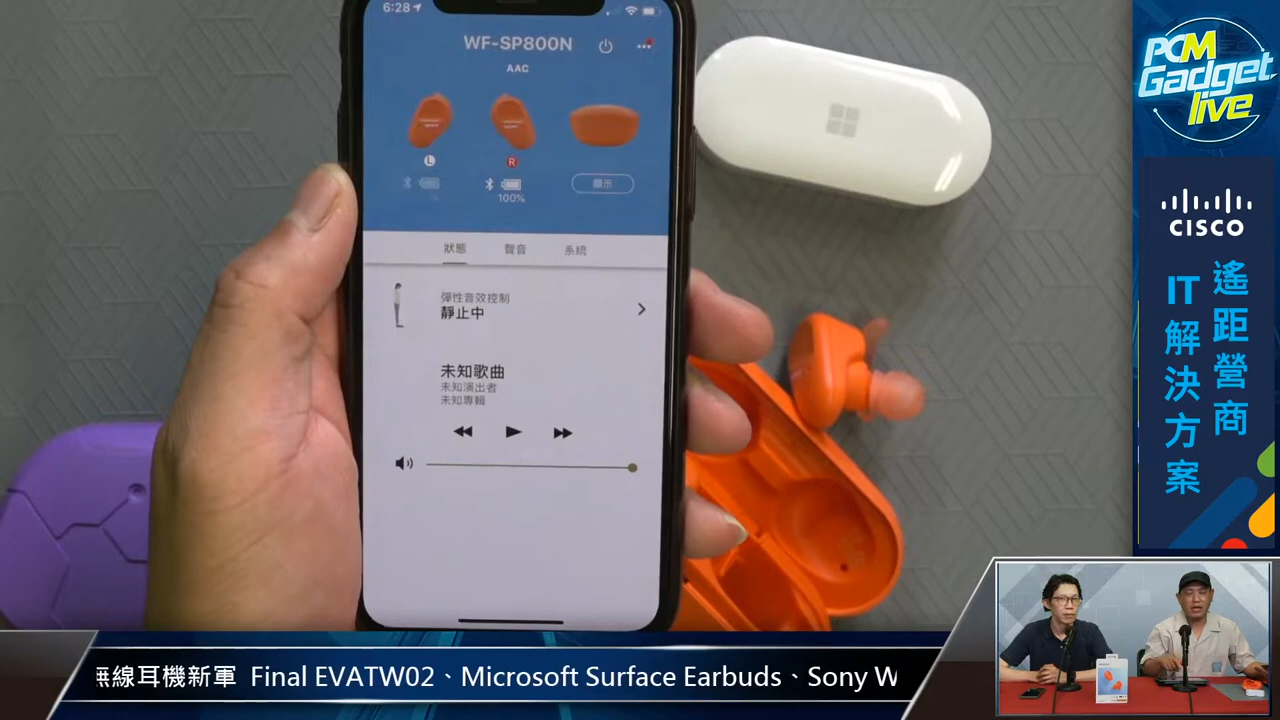 6:28
WF-SP800N
AAC
L
R
100%
顯示
狀態
聲音
系統
彈性音效控制
靜止中
未知歌曲
未知演出者
未知專輯
PCM
Gadget
live
CISCO
遙距營商
IT解決方案
無線耳機新軍 Final EVATW02、Microsoft Surface Earbuds、Sony W